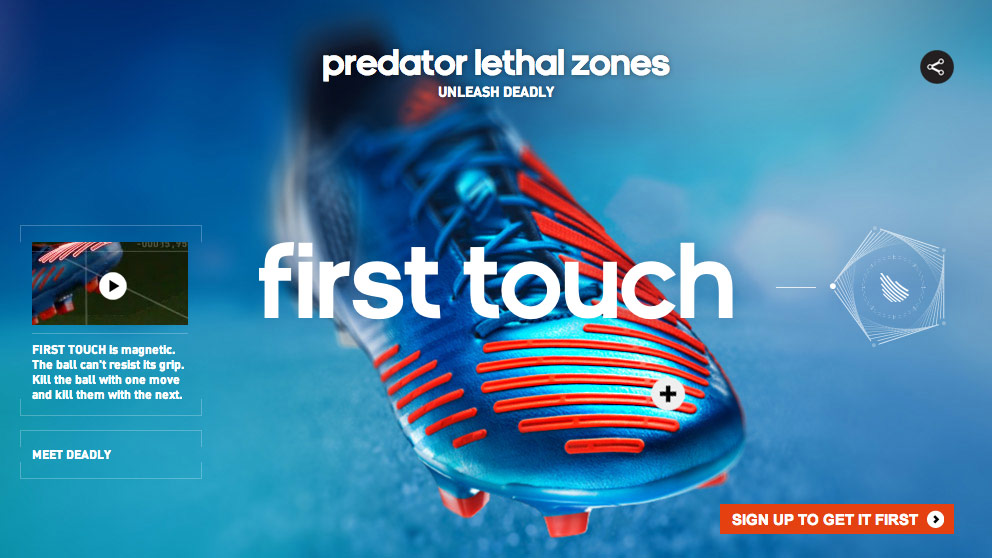 predator lethal zones
UNLEASH DEADLY
first touch
FIRST TOUCH is magnetic.
The ball can't resist its grip.
Kill the ball with one move
and kill them with the next.
MEET DEADLY
SIGN UP TO GET IT FIRST